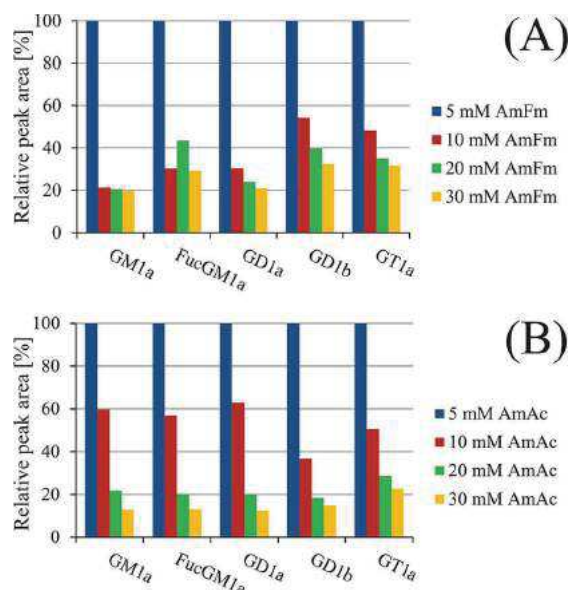 (A)
Relative peak area [%]
100
80
60
40
20
0
GM1a
FucGM1a
GD1a
GD1b
GT1a
5 mM AmFm
10 mM AmFm
20 mM AmFm
30 mM AmFm
(B)
Relative peak area [%]
100
80
60
40
20
0
GM1a
FucGM1a
GD1a
GD1b
GT1a
5 mM AmAc
10 mM AmAc
20 mM AmAc
30 mM AmAc